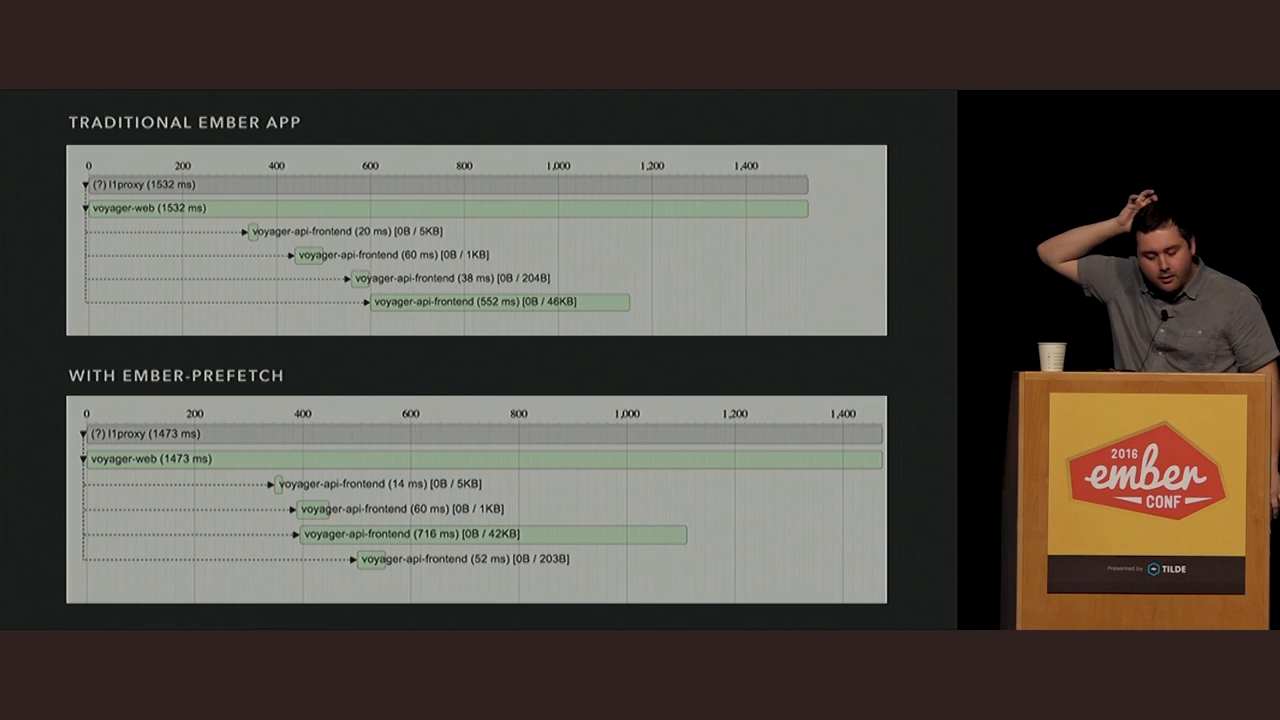 TRADITIONAL EMBER APP
0 200 400 600 800 1,000 1,200 1,400
(?) l1proxy (1532 ms)
voyager-web (1532 ms)
voyager-api-frontend (20 ms) [0B / 5KB]
voyager-api-frontend (60 ms) [0B / 1KB]
voyager-api-frontend (38 ms) [0B / 204B]
voyager-api-frontend (552 ms) [0B / 46KB]
WITH EMBER-PREFETCH
0 200 400 600 800 1,000 1,200 1,400
(?) l1proxy (1473 ms)
voyager-web (1473 ms)
voyager-api-frontend (14 ms) [0B / 5KB]
voyager-api-frontend (60 ms) [0B / 1KB]
voyager-api-frontend (716 ms) [0B / 42KB]
voyager-api-frontend (52 ms) [0B / 203B]
2016
ember
CONF
Presented by TILDE